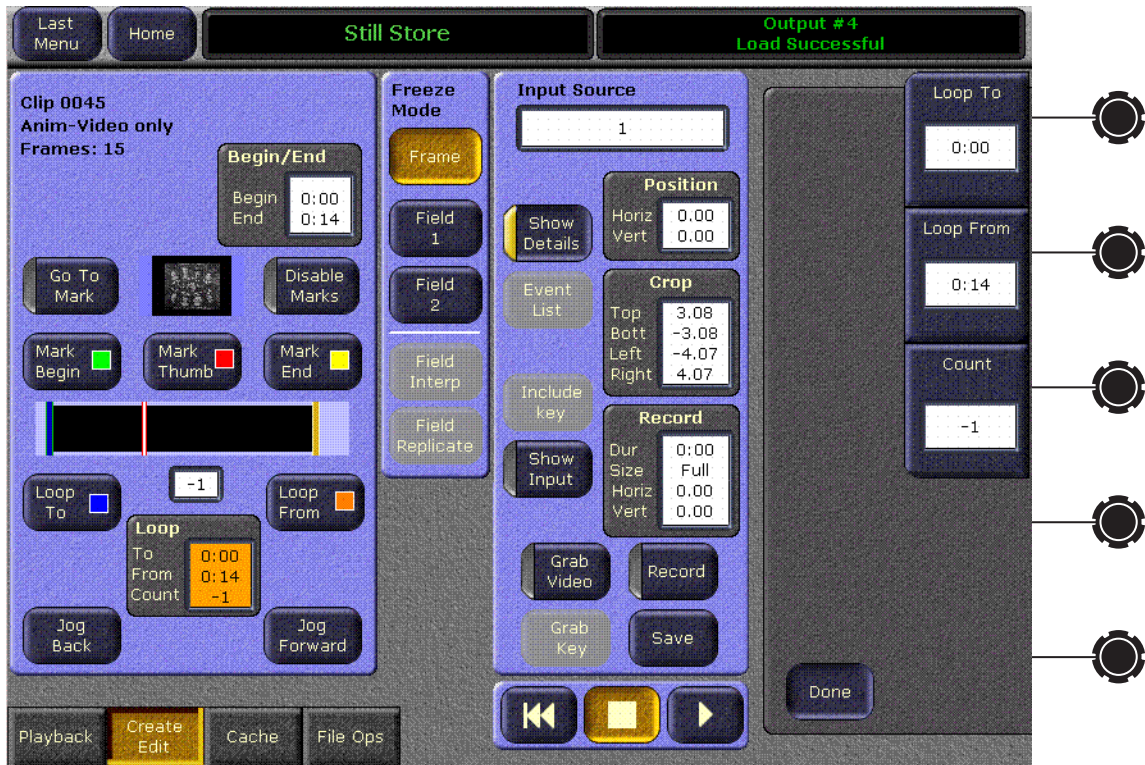 Last
Menu
Home
Still Store
Output #4
Load Successful
Clip 0045
Anim-Video only
Frames: 15
Begin/End
Begin 0:00
End 0:14
Go To
Mark
Disable
Marks
Mark
Begin
Mark
Thumb
Mark
End
Loop
To
-1
Loop
From
Loop
To 0:00
From 0:14
Count -1
Jog
Back
Jog
Forward
Freeze
Mode
Frame
Field
1
Field
2
Field
Interp
Field
Replicate
Input Source
1
Show
Details
Event
List
Include
key
Show
Input
Position
Horiz 0.00
Vert 0.00
Crop
Top 3.08
Bott -3.08
Left -4.07
Right 4.07
Record
Dur 0:00
Size Full
Horiz 0.00
Vert 0.00
Grab
Video
Record
Grab
Key
Save
Loop To
0:00
Loop From
0:14
Count
-1
Done
Playback
Create
Edit
Cache
File Ops